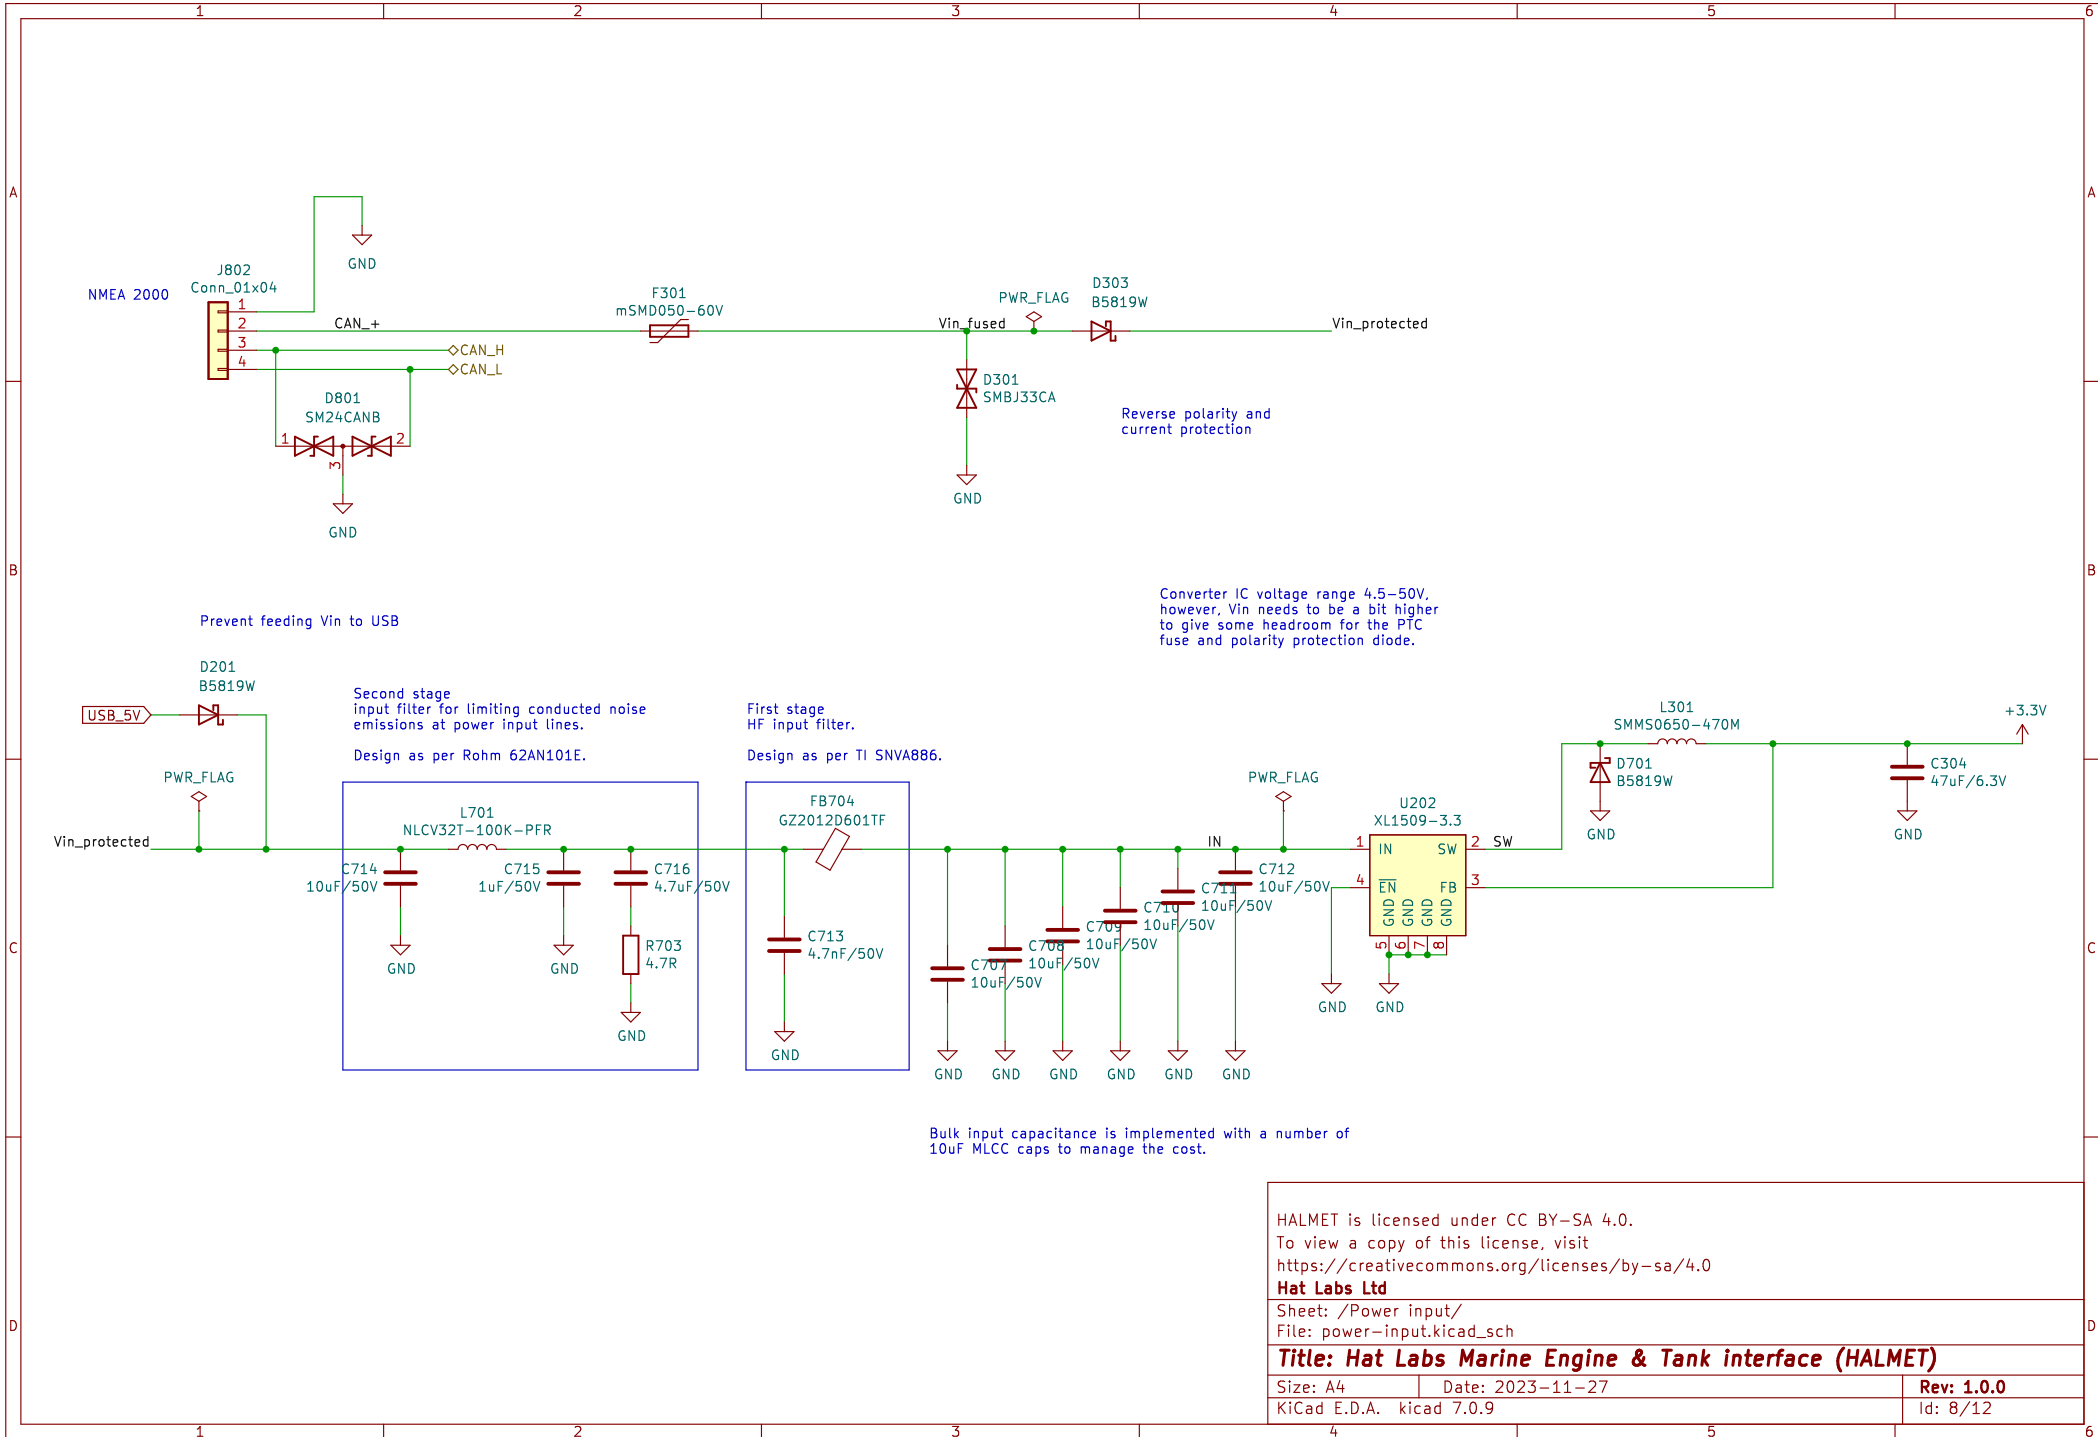 1 2 3 4 5 6
A A
GND
J802
Conn_01x04
NMEA 2000
1
2
3
4
CAN_+
CAN_H
CAN_L
F301
mSMD050-60V
Vin_fused
PWR_FLAG
D303
B5819W
Vin_protected
D301
SMBJ33CA
GND
Reverse polarity and
current protection
D801
SM24CANB
1 2
3
GND
B B
Converter IC voltage range 4.5-50V,
however, Vin needs to be a bit higher
to give some headroom for the PTC
fuse and polarity protection diode.
Prevent feeding Vin to USB
D201
B5819W
USB_5V
PWR_FLAG
Vin_protected
Second stage
input filter for limiting conducted noise
emissions at power input lines.
Design as per Rohm 62AN101E.
L701
NLCV32T-100K-PFR
C714
10uF/50V
GND
C715
1uF/50V
GND
C716
4.7uF/50V
R703
4.7R
GND
First stage
HF input filter.
Design as per TI SNVA886.
FB704
GZ2012D601TF
C713
4.7nF/50V
GND
C707
10uF/50V
GND
C708
10uF/50V
GND
C709
10uF/50V
GND
C710
10uF/50V
GND
C711
10uF/50V
GND
C712
10uF/50V
GND
IN
PWR_FLAG
U202
XL1509-3.3
1 IN SW 2
4 EN FB 3
GND GND GND GND
5 6 7 8
GND
GND
SW
L301
SMMS0650-470M
D701
B5819W
GND
+3.3V
C304
47uF/6.3V
GND
C C
Bulk input capacitance is implemented with a number of
10uF MLCC caps to manage the cost.
HALMET is licensed under CC BY-SA 4.0.
To view a copy of this license, visit
https://creativecommons.org/licenses/by-sa/4.0
Hat Labs Ltd
Sheet: /Power input/
File: power-input.kicad_sch
Title: Hat Labs Marine Engine & Tank interface (HALMET)
Size: A4 Date: 2023-11-27 Rev: 1.0.0
KiCad E.D.A. kicad 7.0.9 Id: 8/12
D D
1 2 3 4 5 6